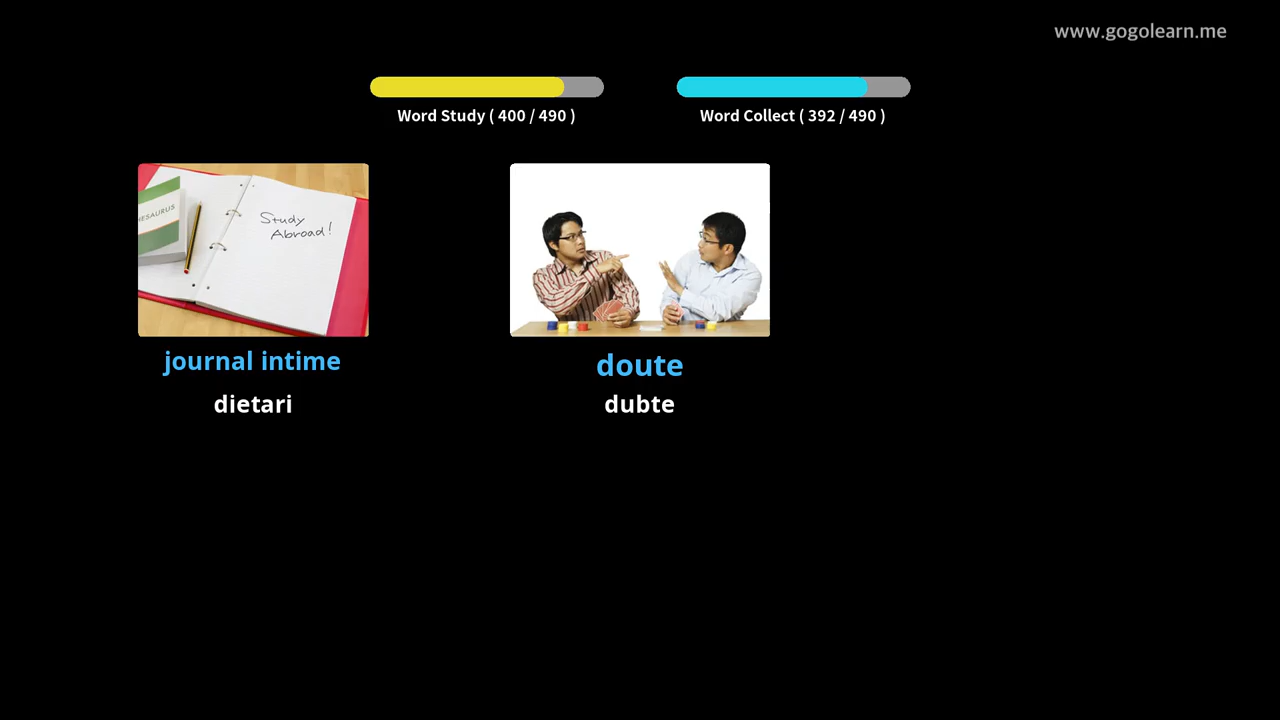 www.gogolearn.me
Word Study ( 400 / 490 )
Word Collect ( 392 / 490 )
HESAURUS
Study
Abroad!
journal intime
doute
dietari
dubte